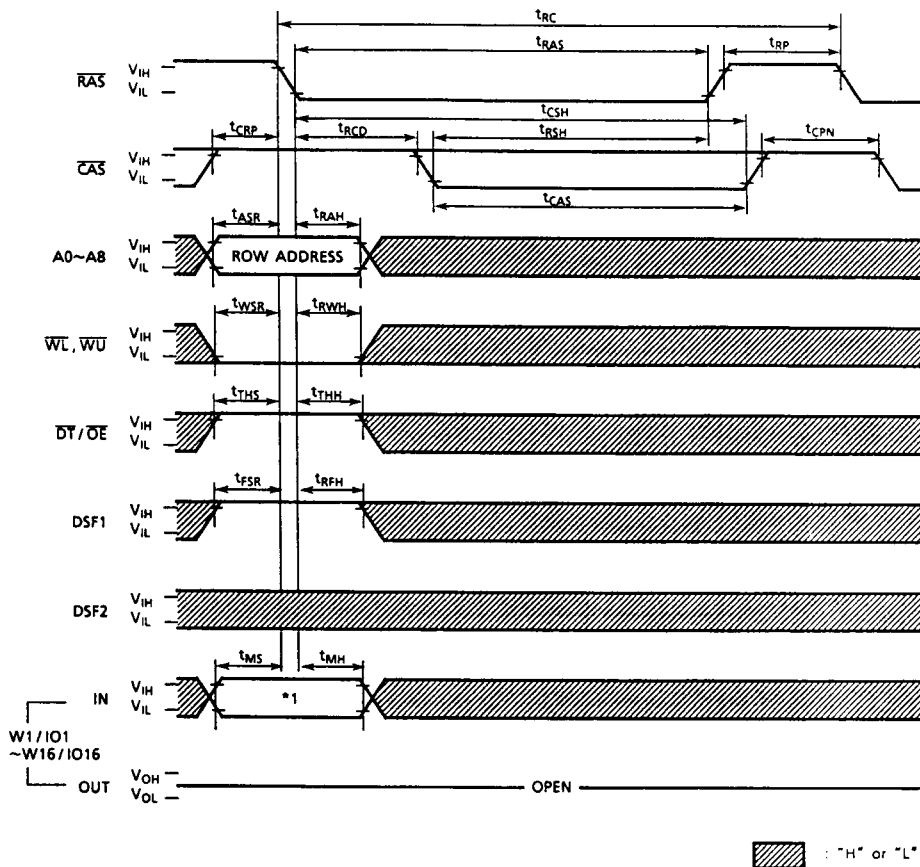 tRC
tRAS
tRP
RAS VIH
VIL
tCSH
tCRP tRCD tRSH tCPN
CAS VIH
VIL
tCAS
tASR tRAH
A0~A8 VIH
VIL
ROW ADDRESS
tWSR tRWH
WL , WU VIH
VIL
tTHS tTHH
DT / OE VIH
VIL
tFSR tRFH
DSF1 VIH
VIL
DSF2 VIH
VIL
tMS tMH
IN VIH
VIL
*1
W1/IO1
~W16/IO16
OUT VOH
VOL
OPEN
: "H" or "L"